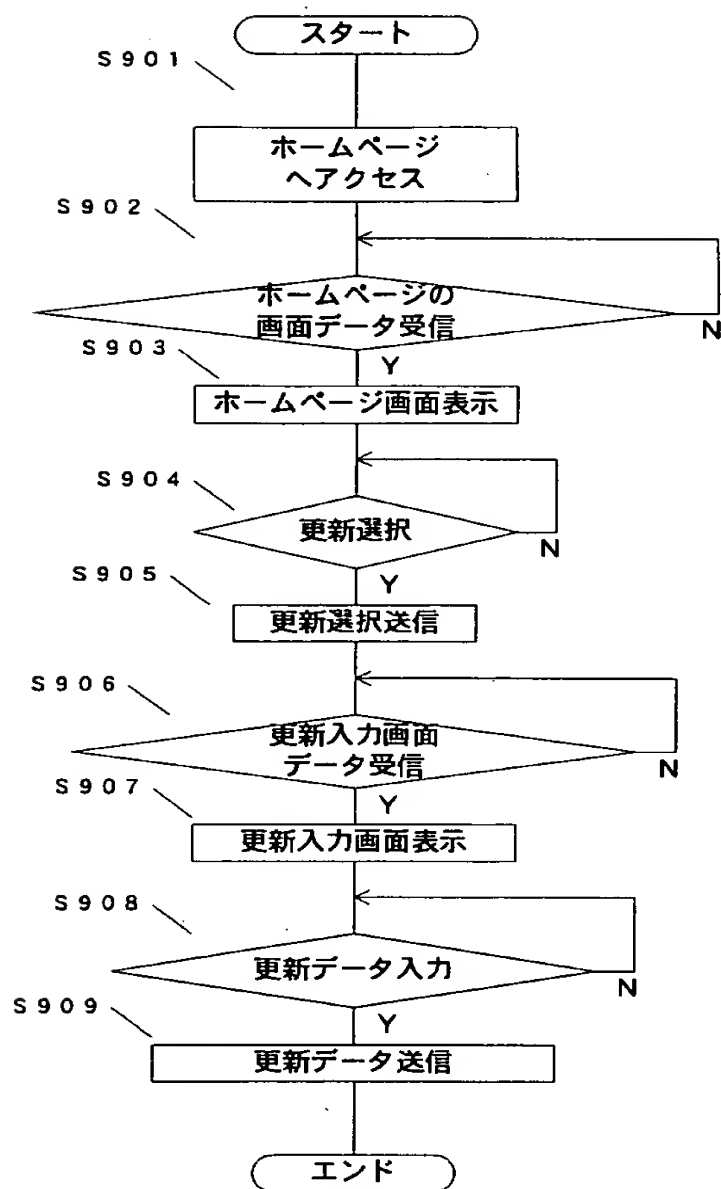 スタート
S901
ホームページ
へアクセス
S902
ホームページの
画面データ受信
N
Y
S903
ホームページ画面表示
S904
更新選択
N
Y
S905
更新選択送信
S906
更新入力画面
データ受信
N
Y
S907
更新入力画面表示
S908
更新データ入力
N
Y
S909
更新データ送信
エンド